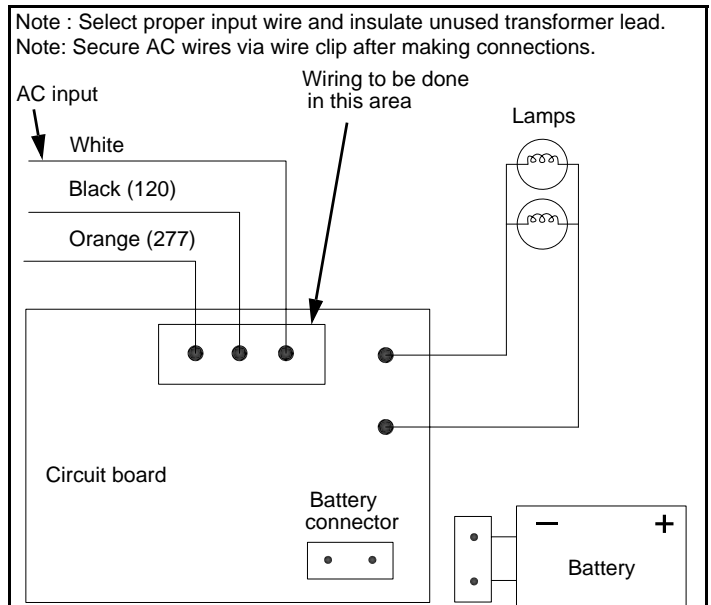 Note : Select proper input wire and insulate unused transformer lead.
Note: Secure AC wires via wire clip after making connections.
Wiring to be done
in this area
AC input
Lamps
White
Black (120)
Orange (277)
Circuit board
Battery
connector
− +
Battery